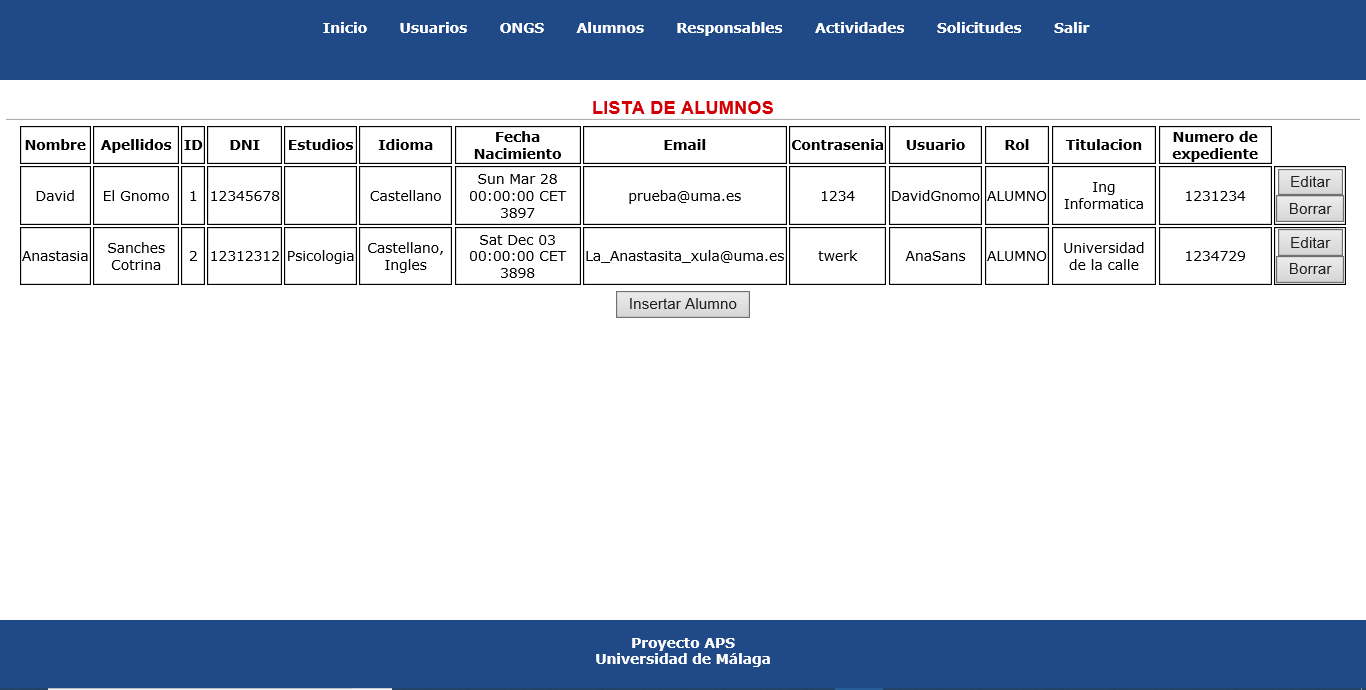 Inicio Usuarios ONGS Alumnos Responsables Actividades Solicitudes Salir
LISTA DE ALUMNOS
Nombre Apellidos ID DNI Estudios Idioma Fecha Nacimiento Email Contrasenia Usuario Rol Titulacion Numero de expediente
David El Gnomo 1 12345678 Castellano Sun Mar 28 00:00:00 CET 3897 prueba@uma.es 1234 DavidGnomo ALUMNO Ing Informatica 1231234 Editar Borrar
Anastasia Sanches Cotrina 2 12312312 Psicologia Castellano, Ingles Sat Dec 03 00:00:00 CET 3898 La_Anastasita_xula@uma.es twerk AnaSans ALUMNO Universidad de la calle 1234729 Editar Borrar
Insertar Alumno
Proyecto APS
Universidad de Málaga